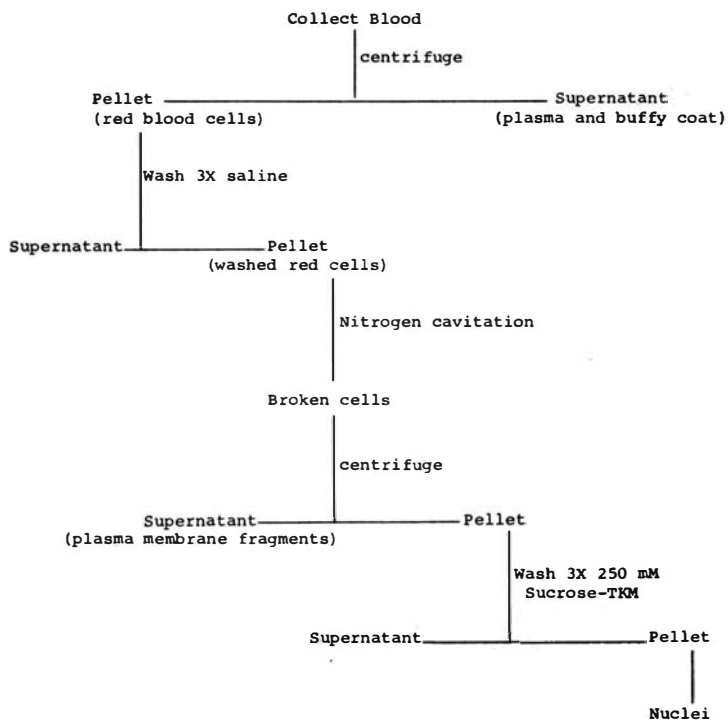 Collect Blood
centrifuge
Pellet
Supernatant
(red blood cells)
(plasma and buffy coat)
Wash 3X saline
Supernatant
Pellet
(washed red cells)
Nitrogen cavitation
Broken cells
centrifuge
Supernatant
Pellet
(plasma membrane fragments)
Wash 3X 250 mM
Sucrose-TKM
Supernatant
Pellet
Nuclei